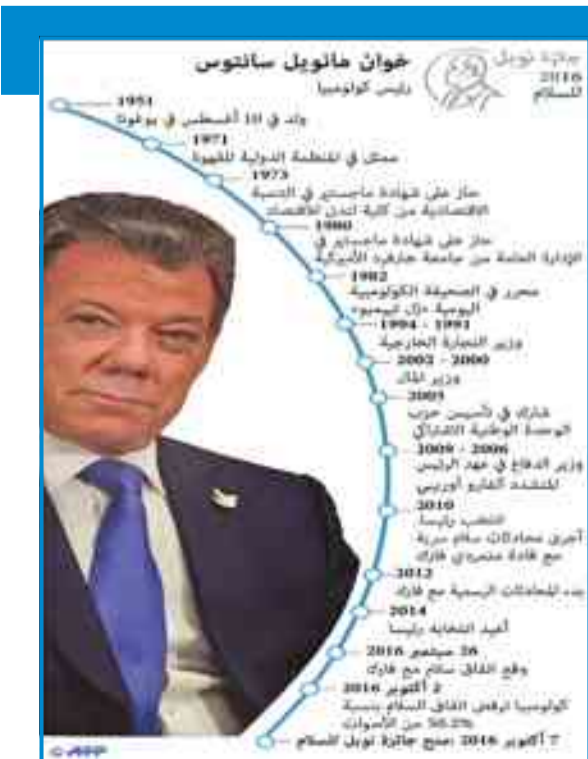 جائزة نوبل
2016
للسلام
خوان مانويل سانتوس
رئيس كولومبيا
1951
ولد في 10 أغسطس في بوغوتا
1971
ممثل في المنظمة الدولية للقهوة
1973
حاز على شهادة ماجستير في التنمية
الاقتصادية من كلية لندن للاقتصاد
1980
حاز على شهادة ماجستير في
الإدارة العامة من جامعة هارفرد الأميركية
1982
محرر في الصحيفة الكولومبية
اليومية «إل تييمبو»
1991 - 1994
وزير التجارة الخارجية
2000 - 2002
وزير المال
2005
شارك في تأسيس حزب
الوحدة الوطنية
2006 - 2009
وزير الدفاع في عهد الرئيس
المتشدد ألفارو أوريبي
2010
انتخب رئيسا
أجرى محادثات سلام سرية
مع قادة متمردي فارك
2012
بدء المحادثات الرسمية مع فارك
2014
أعيد انتخابه رئيسا
26 سبتمبر 2016
وقع اتفاق سلام مع فارك
2 أكتوبر 2016
كولومبيا ترفض اتفاق السلام بنسبة
50.2% من الأصوات
7 أكتوبر 2016 :منح جائزة نوبل للسلام
© AFP